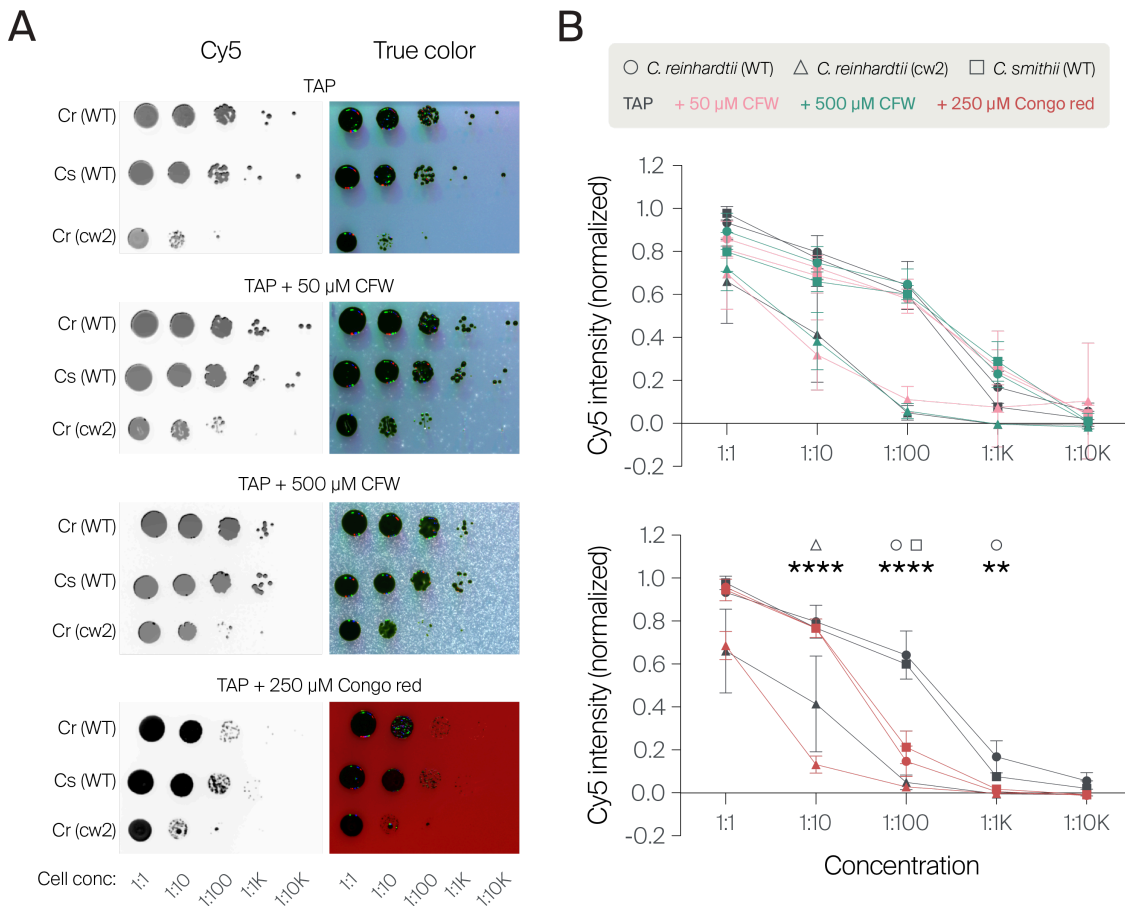 A
Cy5 True color
TAP
Cr (WT)
Cs (WT)
Cr (cw2)
TAP + 50 µM CFW
Cr (WT)
Cs (WT)
Cr (cw2)
TAP + 500 µM CFW
Cr (WT)
Cs (WT)
Cr (cw2)
TAP + 250 µM Congo red
Cr (WT)
Cs (WT)
Cr (cw2)
Cell conc: 1:1 1:10 1:100 1:1K 1:10K 1:1 1:10 1:100 1:1K 1:10K
B
C. reinhardtii (WT) C. reinhardtii (cw2) C. smithii (WT)
TAP + 50 µM CFW + 500 µM CFW + 250 µM Congo red
Cy5 intensity (normalized)
1.2
1.0
0.8
0.6
0.4
0.2
0.0
-0.2
1:1 1:10 1:100 1:1K 1:10K
Cy5 intensity (normalized)
1.2
1.0
0.8
0.6
0.4
0.2
0.0
-0.2
**** **** **
1:1 1:10 1:100 1:1K 1:10K
Concentration